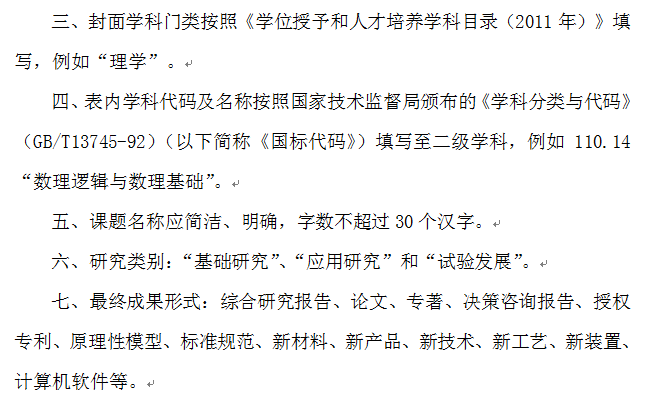 三、封面学科门类按照《学位授予和人才培养学科目录（2011 年）》填
写，例如“理学”。
四、表内学科代码及名称按照国家技术监督局颁布的《学科分类与代码》
（GB/T13745-92）（以下简称《国标代码》）填写至二级学科，例如 110.14
“数理逻辑与数理基础”。
五、课题名称应简洁、明确，字数不超过 30 个汉字。
六、研究类别：“基础研究”、“应用研究”和“试验发展”。
七、最终成果形式：综合研究报告、论文、专著、决策咨询报告、授权
专利、原理性模型、标准规范、新材料、新产品、新技术、新工艺、新装置、
计算机软件等。